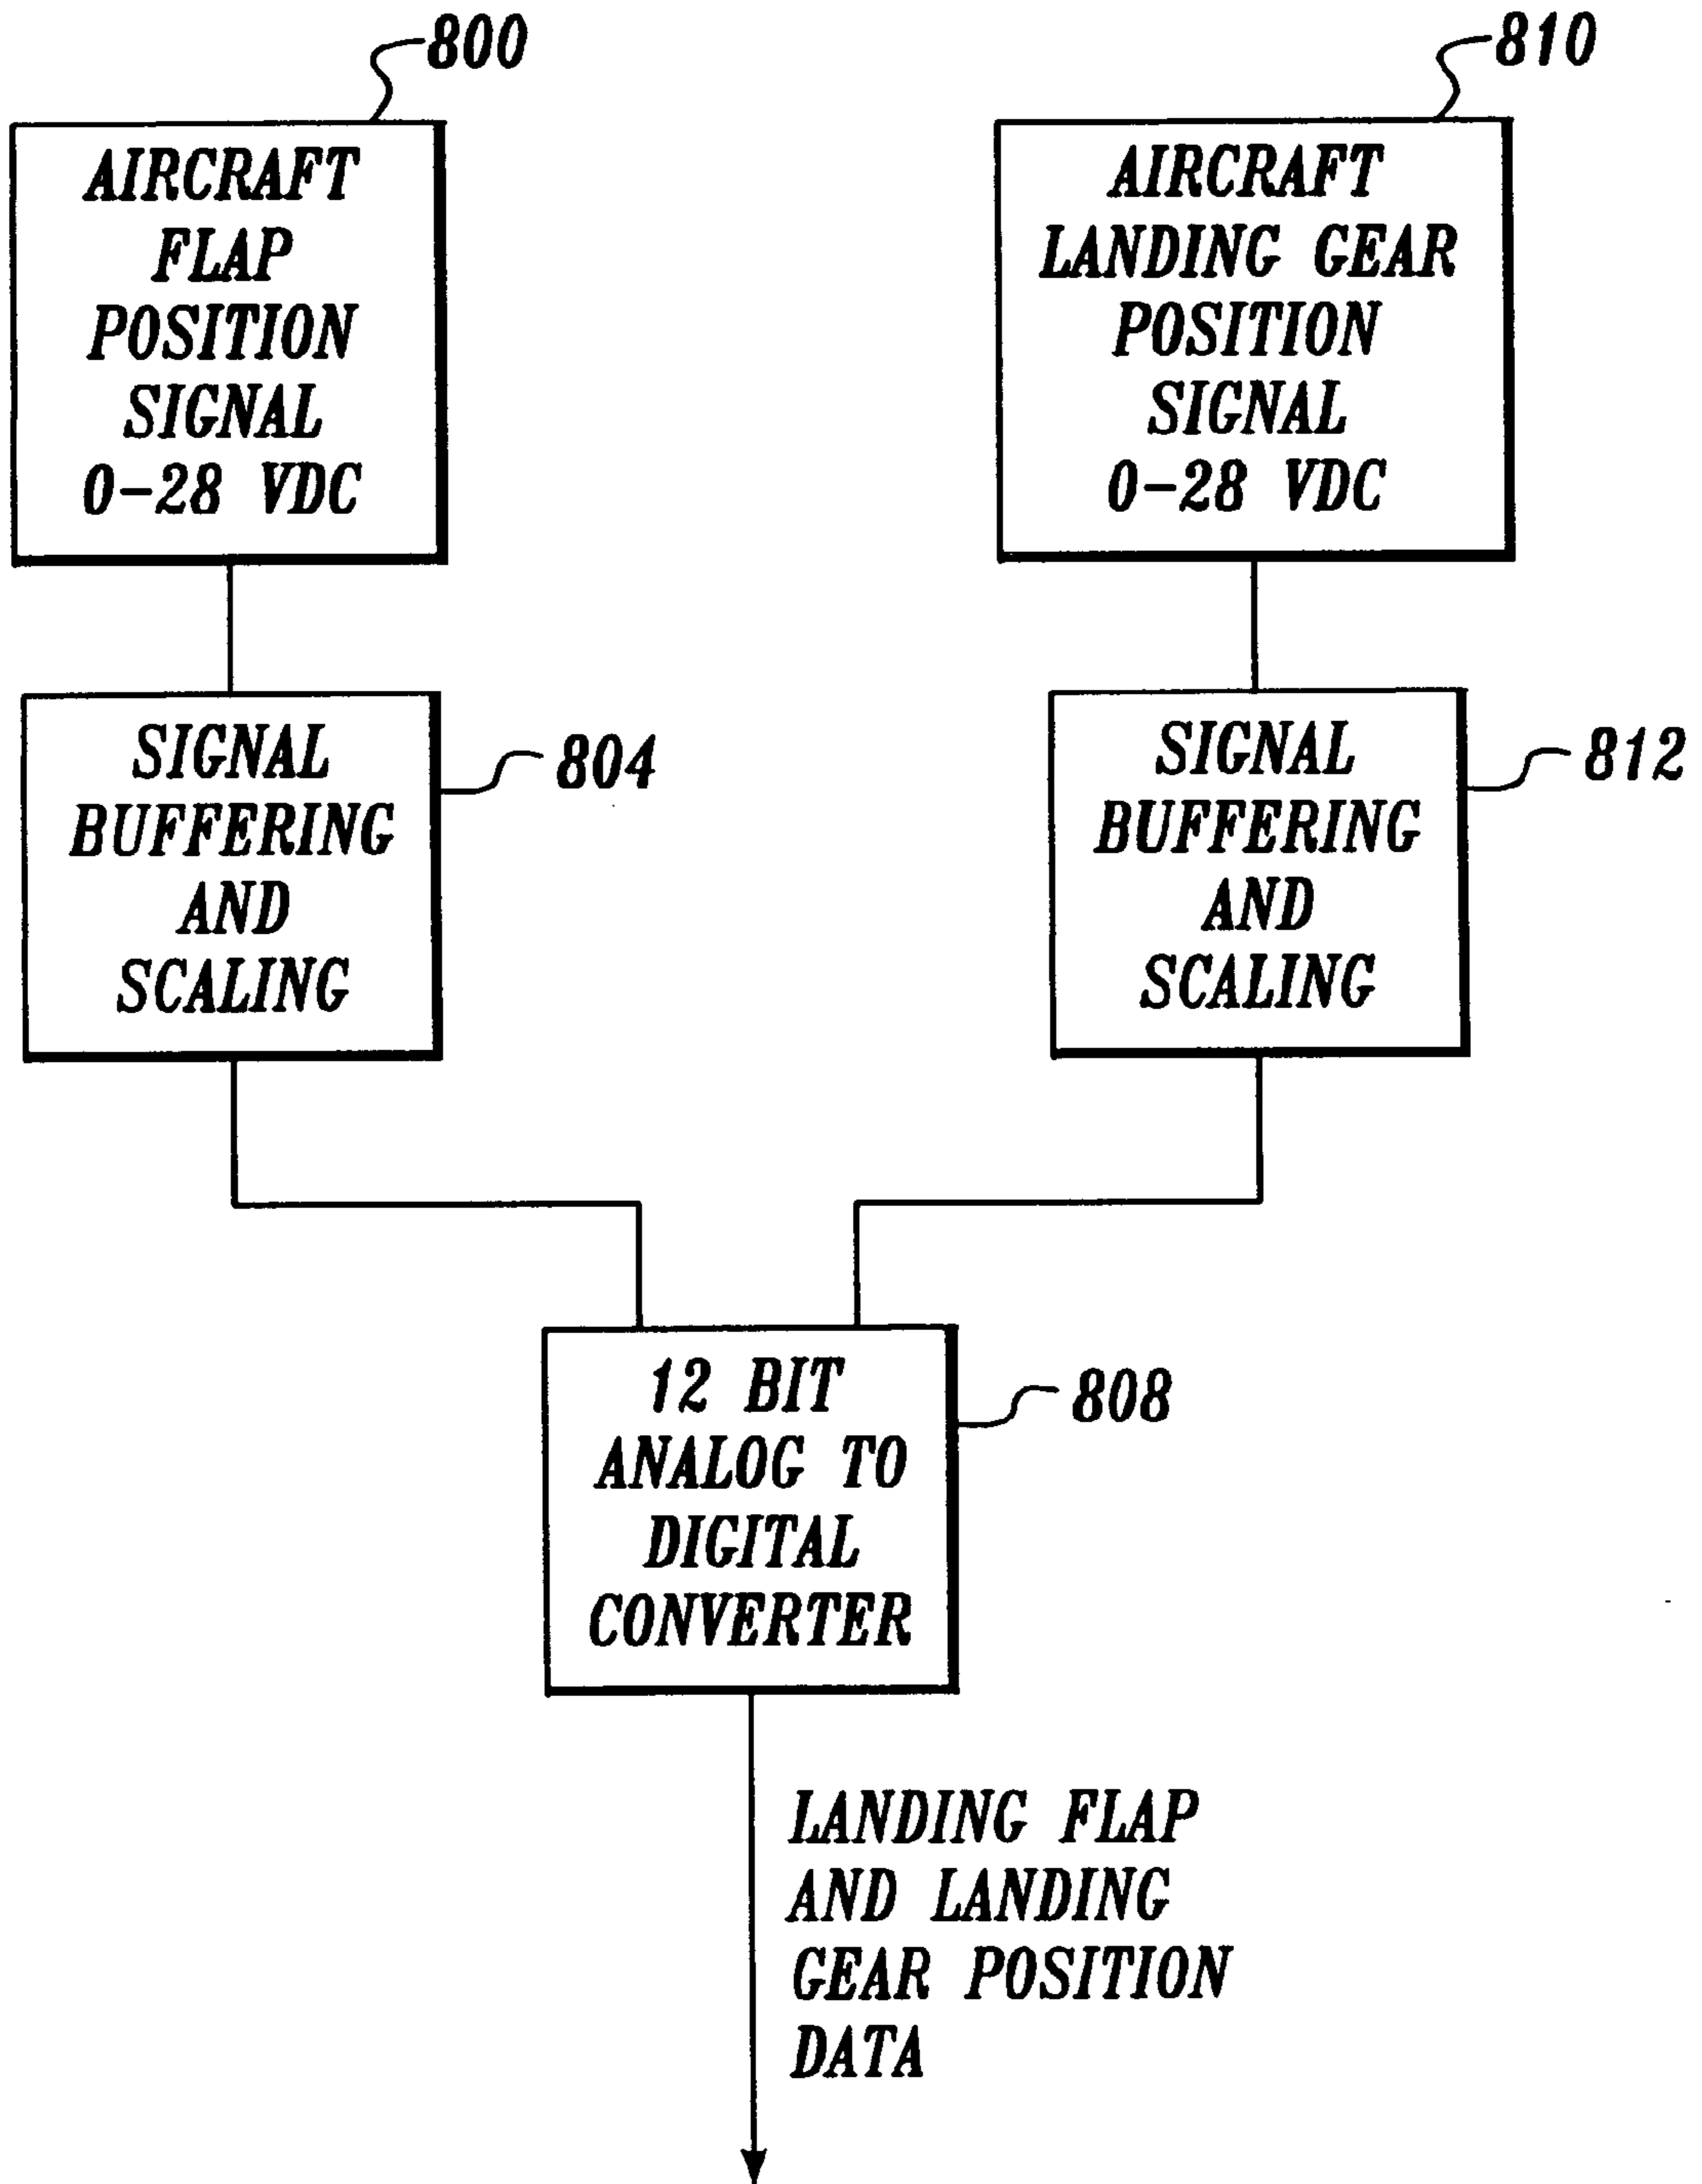 800
AIRCRAFT
FLAP
POSITION
SIGNAL
0-28 VDC
810
AIRCRAFT
LANDING GEAR
POSITION
SIGNAL
0-28 VDC
SIGNAL
BUFFERING
AND
SCALING
804
SIGNAL
BUFFERING
AND
SCALING
812
12 BIT
ANALOG TO
DIGITAL
CONVERTER
808
LANDING FLAP
AND LANDING
GEAR POSITION
DATA